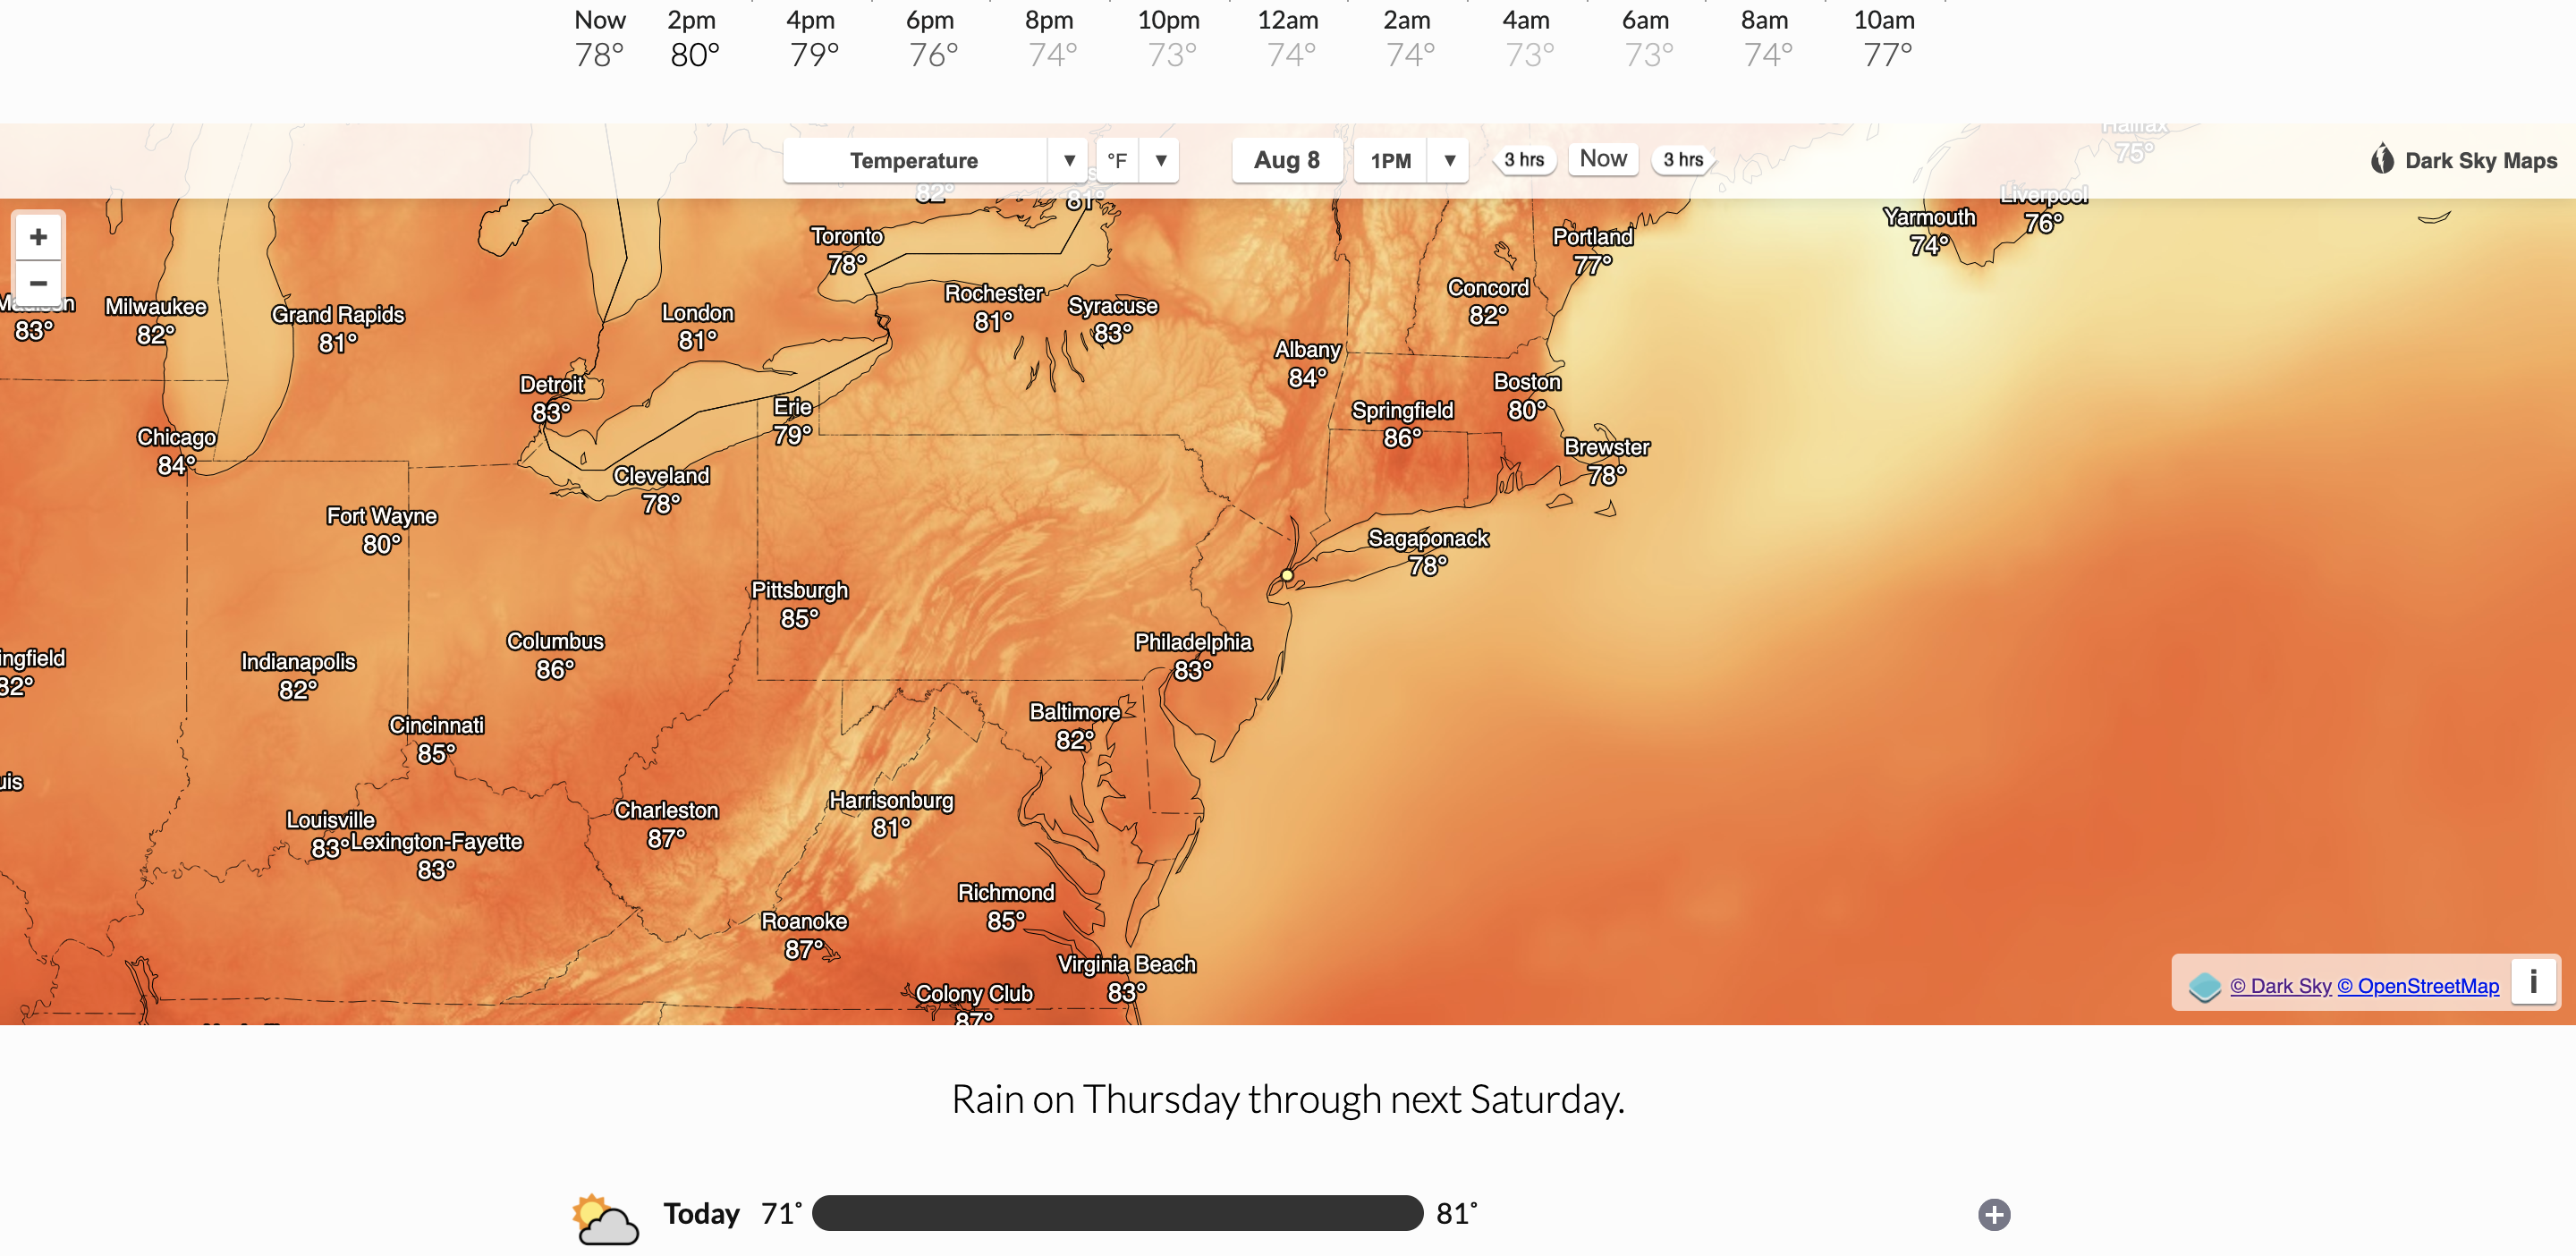 Now 2pm 4pm 6pm 8pm 10pm 12am 2am 4am 6am 8am 10am
78° 80° 79° 76° 74° 73° 74° 74° 73° 73° 74° 77°
Halifax
75°
Temperature ▼ °F ▼ Aug 8 1PM ▼ 3 hrs Now 3 hrs
Dark Sky Maps
82°
81°
Liverpool
76°
Yarmouth
74°
+
−
Toronto
78°
Portland
77°
Concord
82°
83°
Milwaukee
82°
Grand Rapids
81°
London
81°
Rochester
81°
Syracuse
83°
Albany
84°
Detroit
83°
Boston
80°
Erie
79°
Springfield
86°
Chicago
84°
Brewster
78°
Cleveland
78°
Fort Wayne
80°
Sagaponack
78°
Pittsburgh
85°
Columbus
86°
Philadelphia
83°
ingfield
82°
Indianapolis
82°
Baltimore
82°
Cincinnati
85°
uis
Harrisonburg
81°
Charleston
87°
Louisville
83°
Lexington-Fayette
83°
Richmond
85°
Roanoke
87°
Virginia Beach
83°
Colony Club
87°
© Dark Sky © OpenStreetMap i
Rain on Thursday through next Saturday.
Today 71° 81°